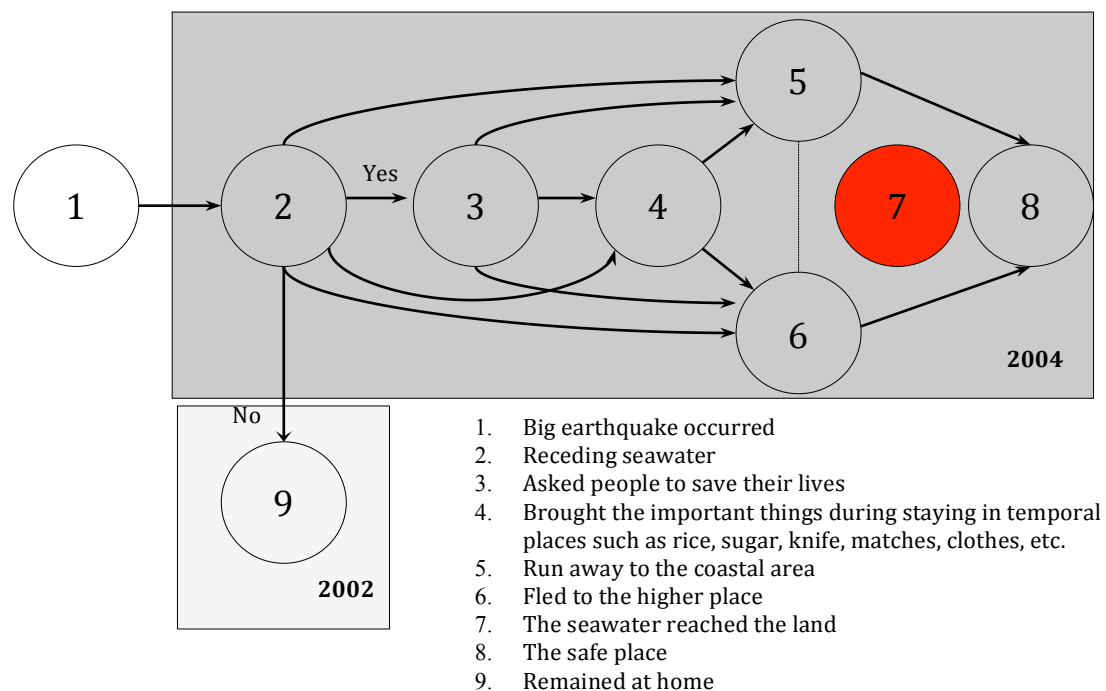 5
Yes
1
2
3
4
7
8
6
2004
No
9
2002
1. Big earthquake occurred
2. Receding seawater
3. Asked people to save their lives
4. Brought the important things during staying in temporal
places such as rice, sugar, knife, matches, clothes, etc.
5. Run away to the coastal area
6. Fled to the higher place
7. The seawater reached the land
8. The safe place
9. Remained at home